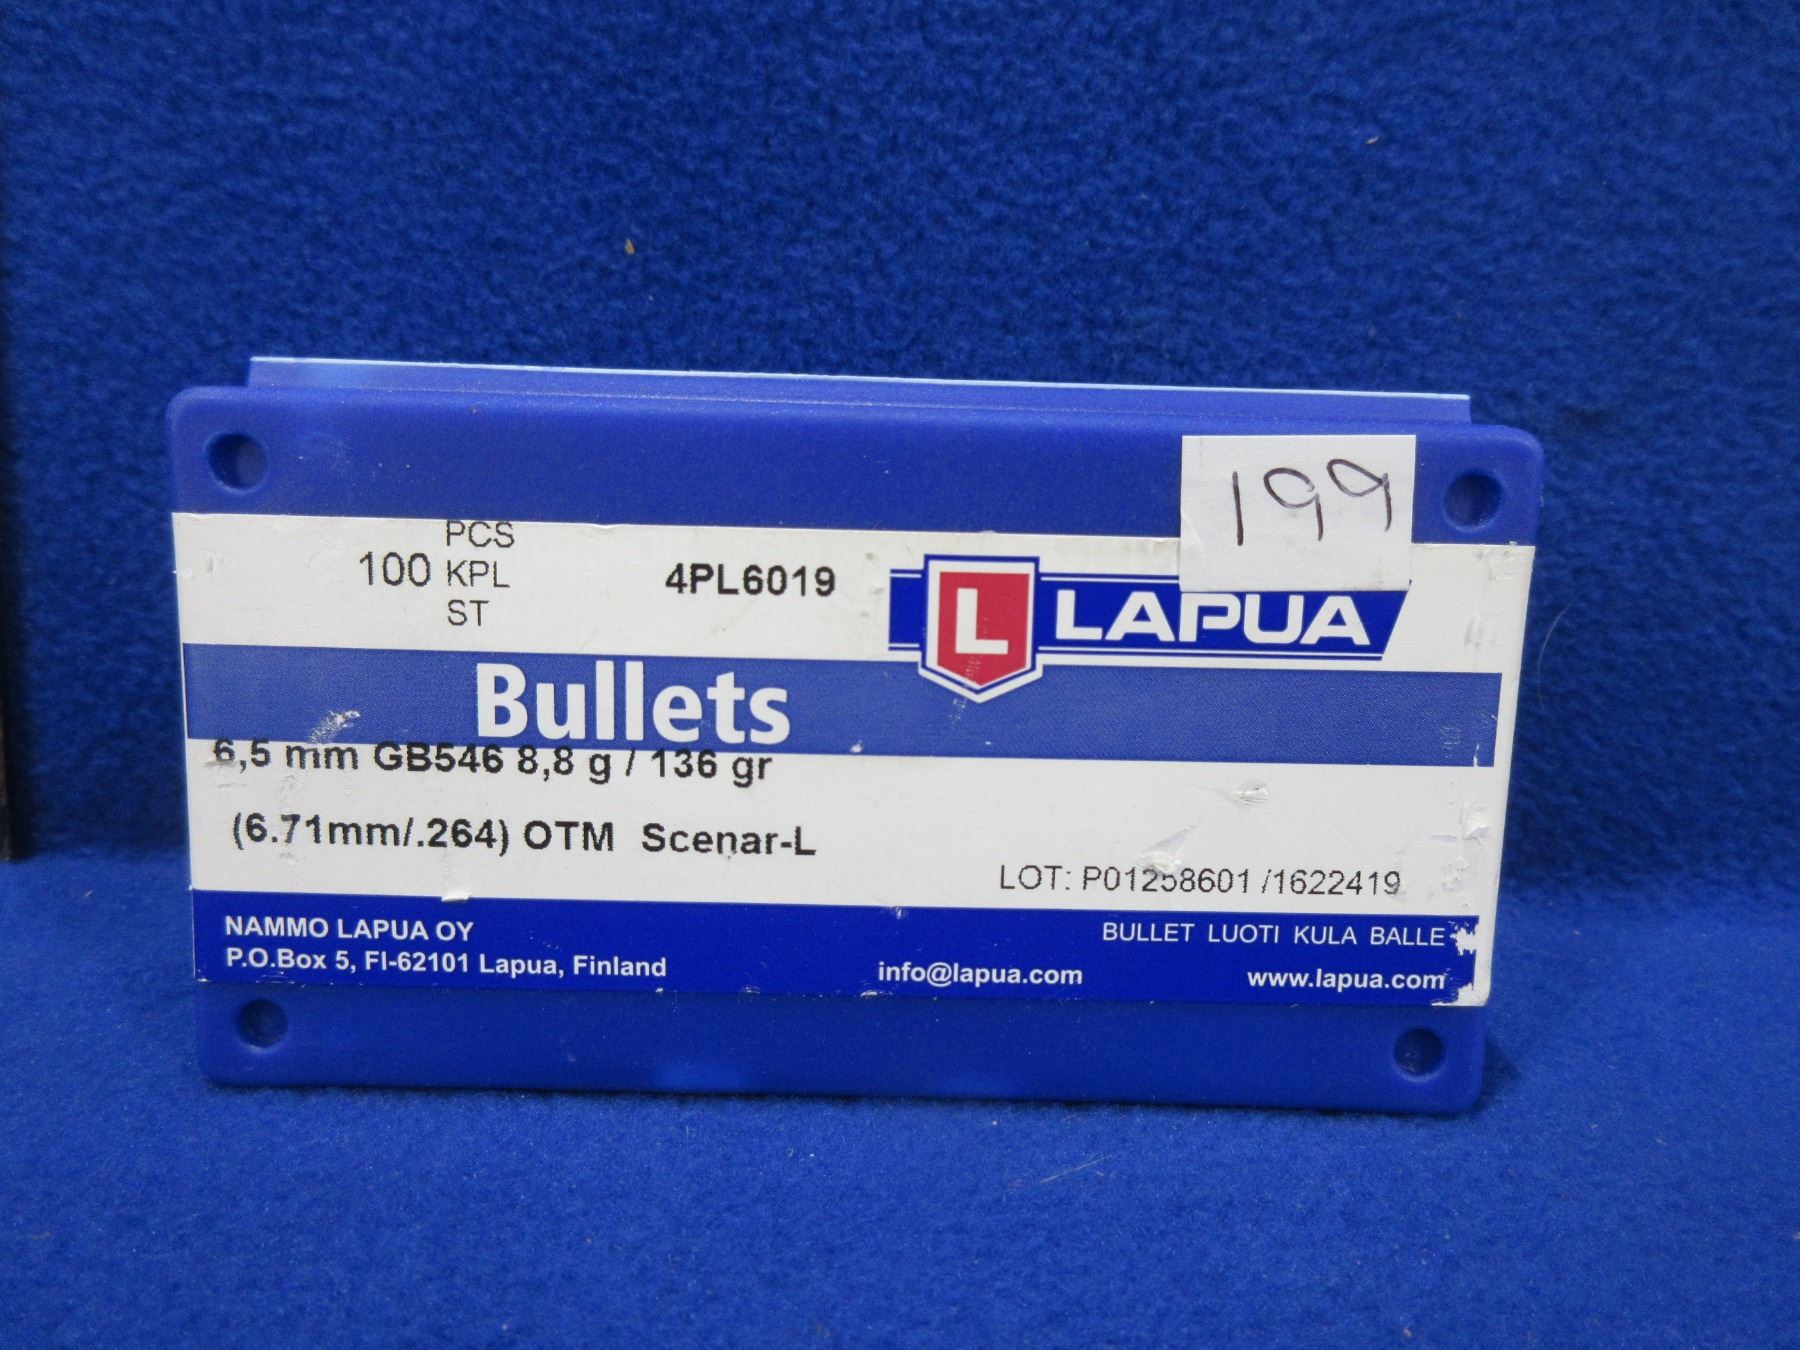 199
PCS
100 KPL
ST
4PL6019
L LAPUA
Bullets
6,5 mm GB546 8,8 g / 136 gr
(6.71mm/.264) OTM Scenar-L
LOT: P01258601 /1622419
NAMMO LAPUA OY
P.O.Box 5, FI-62101 Lapua, Finland
info@lapua.com
BULLET LUOTI KULA BALLE
www.lapua.com